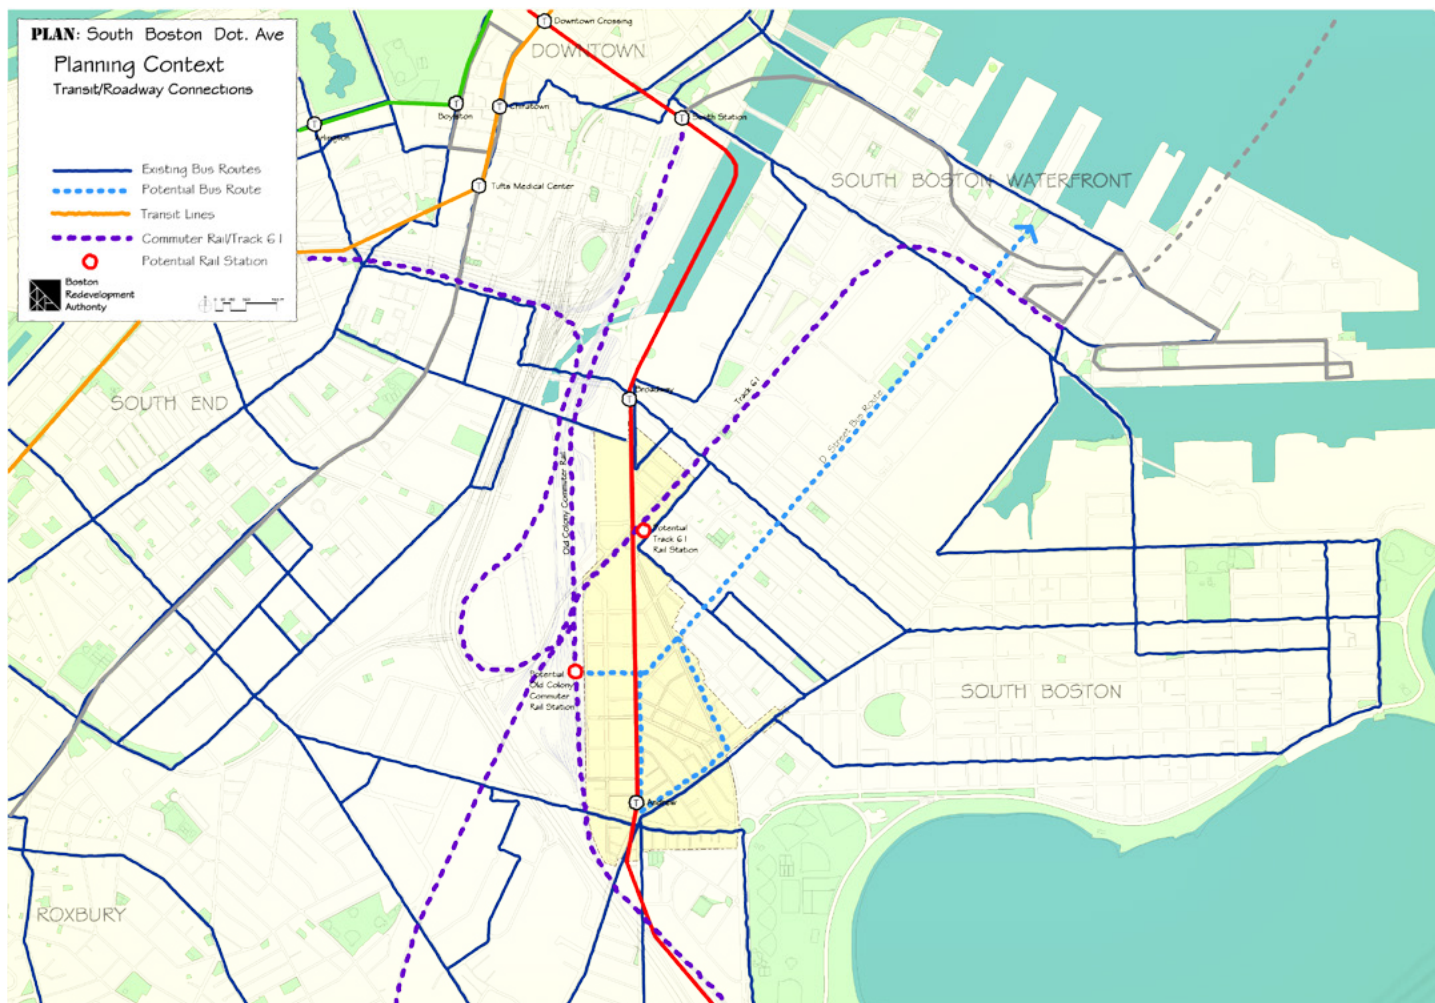 PLAN: South Boston Dot. Ave
Planning Context
Transit/Roadway Connections
Existing Bus Routes
Potential Bus Route
Transit Lines
Commuter Rail/Track 61
Potential Rail Station
Boston
Redevelopment
Authority
Downtown Crossing
DOWNTOWN
Boylston
Chinatown
South Station
Arlington
Tufts Medical Center
SOUTH BOSTON WATERFRONT
SOUTH END
Broadway
Track 61
D Street Bus Route
Old Colony Commuter Rail
Potential
Track 61
Rail Station
Potential
Old Colony
Commuter
Rail Station
SOUTH BOSTON
Andrew
ROXBURY